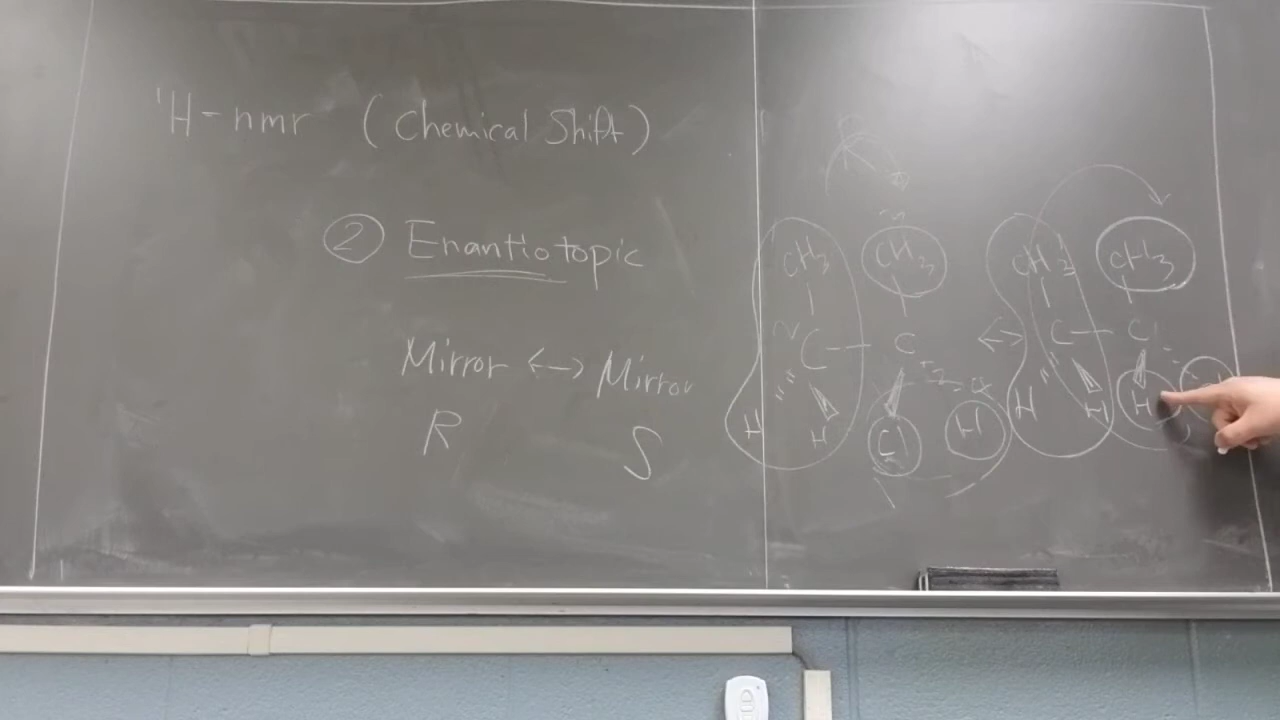 ¹H-nmr (Chemical Shift)
② Enantiotopic
Mirror <-> Mirror
R S
CH3 CH3 CH3 CH3
C - C <-> C - C
H H Cl H H H H